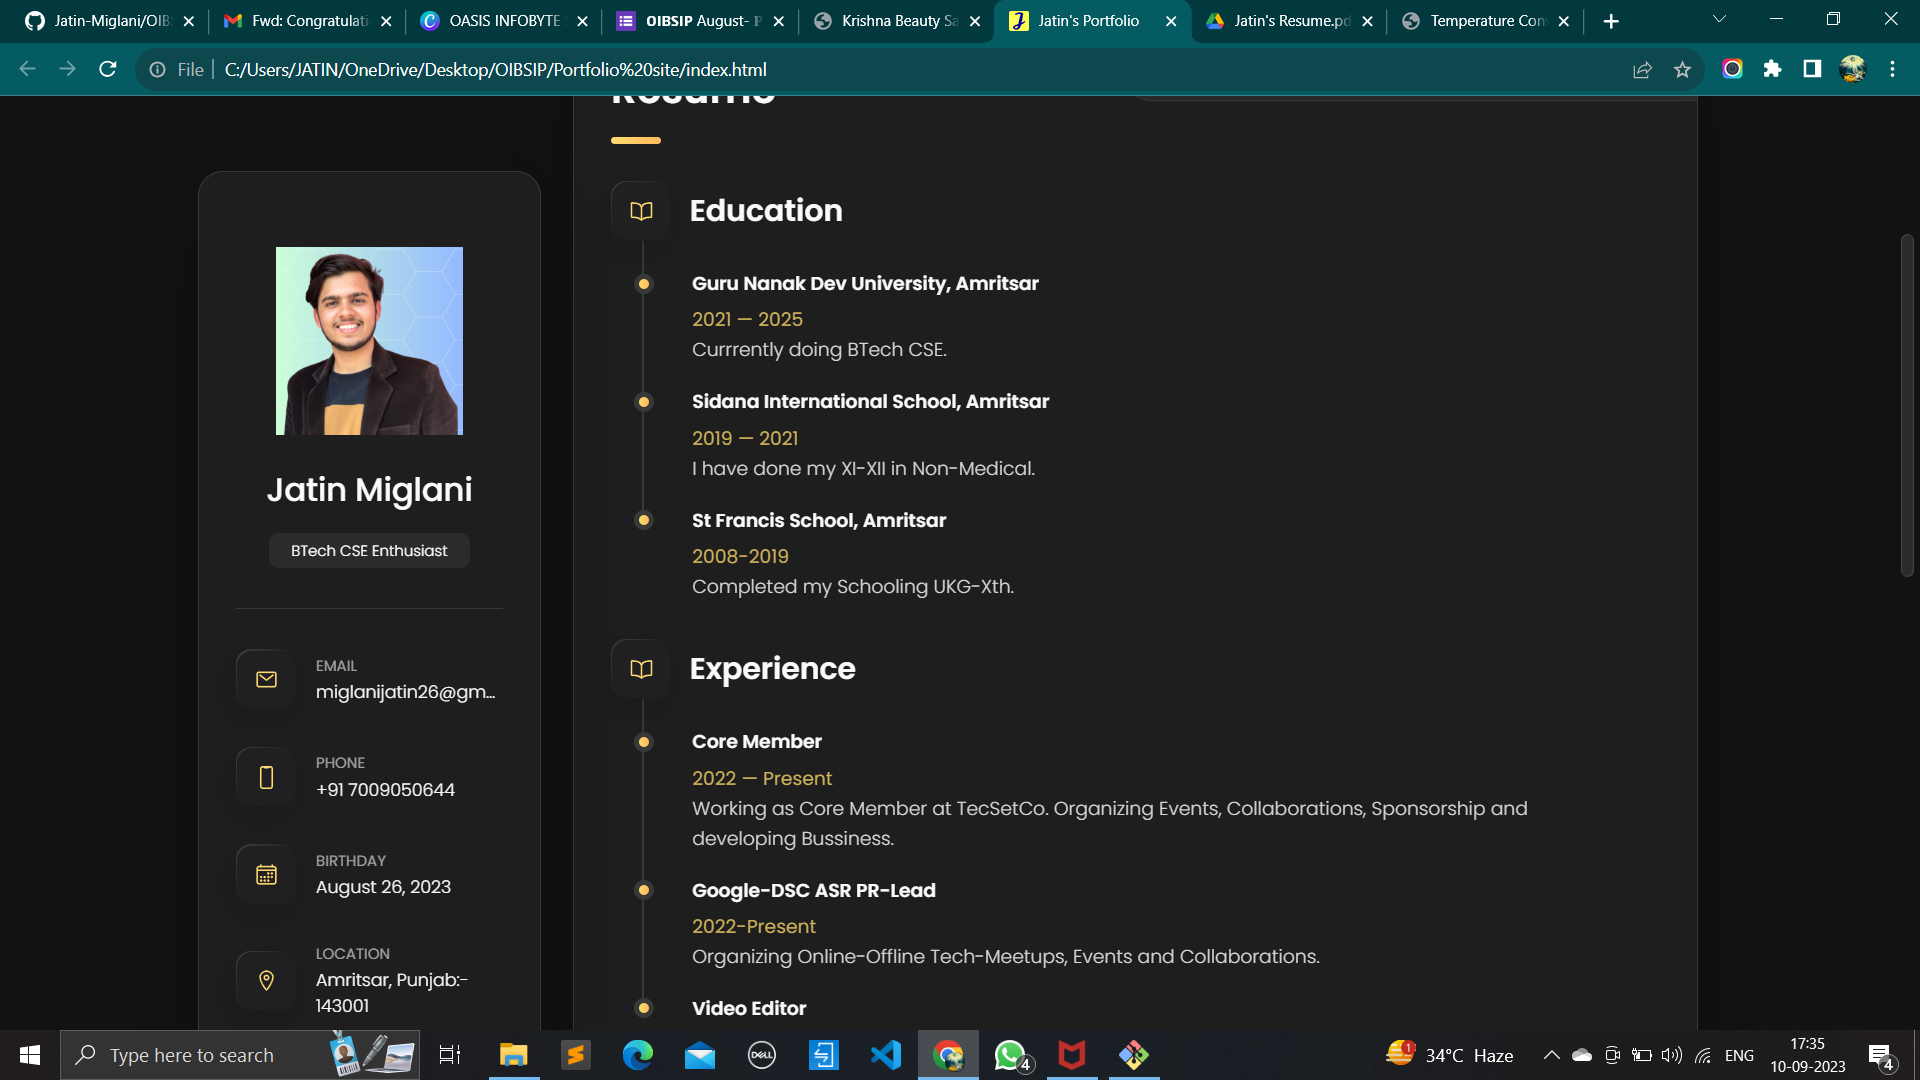 Jatin-Miglani/OIB
Fwd: Congratulati
OASIS INFOBYTE
OIBSIP August- P
Krishna Beauty Sa
Jatin's Portfolio
Jatin's Resume.pd
Temperature Con
File
C:/Users/JATIN/OneDrive/Desktop/OIBSIP/Portfolio%20site/index.html
Resume
Jatin Miglani
BTech CSE Enthusiast
EMAIL
miglanijatin26@gm...
PHONE
+91 7009050644
BIRTHDAY
August 26, 2023
LOCATION
Amritsar, Punjab:-
143001
Education
Guru Nanak Dev University, Amritsar
2021 — 2025
Currrently doing BTech CSE.
Sidana International School, Amritsar
2019 — 2021
I have done my XI-XII in Non-Medical.
St Francis School, Amritsar
2008-2019
Completed my Schooling UKG-Xth.
Experience
Core Member
2022 — Present
Working as Core Member at TecSetCo. Organizing Events, Collaborations, Sponsorship and
developing Bussiness.
Google-DSC ASR PR-Lead
2022-Present
Organizing Online-Offline Tech-Meetups, Events and Collaborations.
Video Editor
Type here to search
DELL
4
1
34°C Haze
ENG
17:35
10-09-2023
4